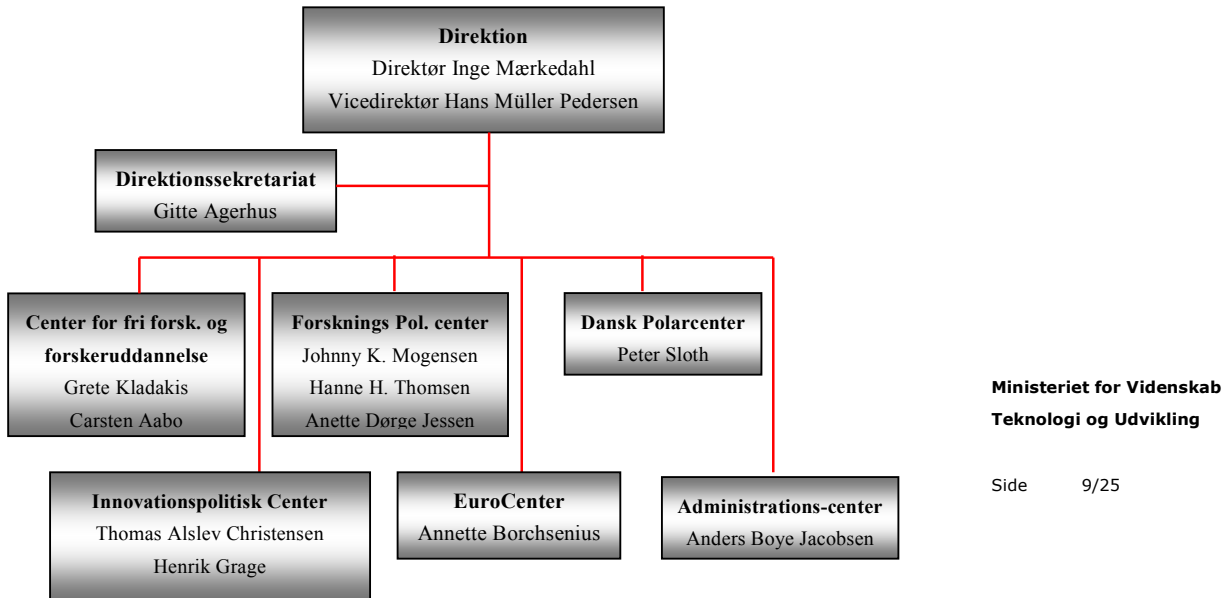 Direktion
Direktør Inge Mærkedahl
Vicedirektør Hans Müller Pedersen
Direktionssekretariat
Gitte Agerhus
Center for fri forsk. og
forskeruddannelse
Grete Kladakis
Carsten Aabo
Forsknings Pol. center
Johnny K. Mogensen
Hanne H. Thomsen
Anette Dørge Jessen
Dansk Polarcenter
Peter Sloth
Innovationspolitisk Center
Thomas Alslev Christensen
Henrik Grage
EuroCenter
Annette Borchsenius
Administrations-center
Anders Boye Jacobsen
Ministeriet for Videnskab
Teknologi og Udvikling
Side 9/25